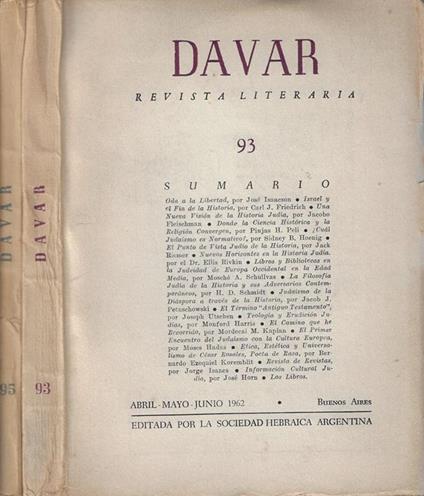 DAVAR
REVISTA LITERARIA
93
SUMARIO
Oda a la Libertad, por José Isaacson • Israel y
el Fin de la Historia, por Carl J. Friedrich • Una
Nueva Visión de la Historia Judía, por Jacobo
Fleischman • Donde la Ciencia Histórica y la
Religión Convergen, por Pinjas H. Peli • ¿Cuál
Judaísmo es Normativo?, por Sidney B. Hoenig •
El Punto de Vista Judío de la Historia, por Jack
Riemer • Nuevos Horizontes en la Historia Judía,
por el Dr. Ellis Rivkin • Libros y Bibliotecas en
la Judeidad de Europa Occidental en la Edad
Media, por Mosché A. Schullvas • La Filosofía
Judía de la Historia y sus Adversarios Contem-
poráneos, por H. D. Schmidt • Judaísmo de la
Diáspora a través de la Historia, por Jacob J.
Petuschowski • El Término "Antiguo Testamento",
por Joseph Utschen • Teología y Erudición Ju-
días, por Monford Harris • El Camino que he
Recorrido, por Mordecai M. Kaplan • El Primer
Encuentro del Judaísmo con la Cultura Europea,
por Moses Hadas • Etica, Estética y Universa-
lismo de César Rosales, Poeta de Raza, por Ber-
nardo Ezequiel Koremblit • Revista de Revistas,
por Jorge Isanes • Información Cultural Ju-
día, por José Horn • Los Libros.
ABRIL-MAYO-JUNIO 1962 • BUENOS AIRES
EDITADA POR LA SOCIEDAD HEBRAICA ARGENTINA
DAVAR
93
DAVAR
95